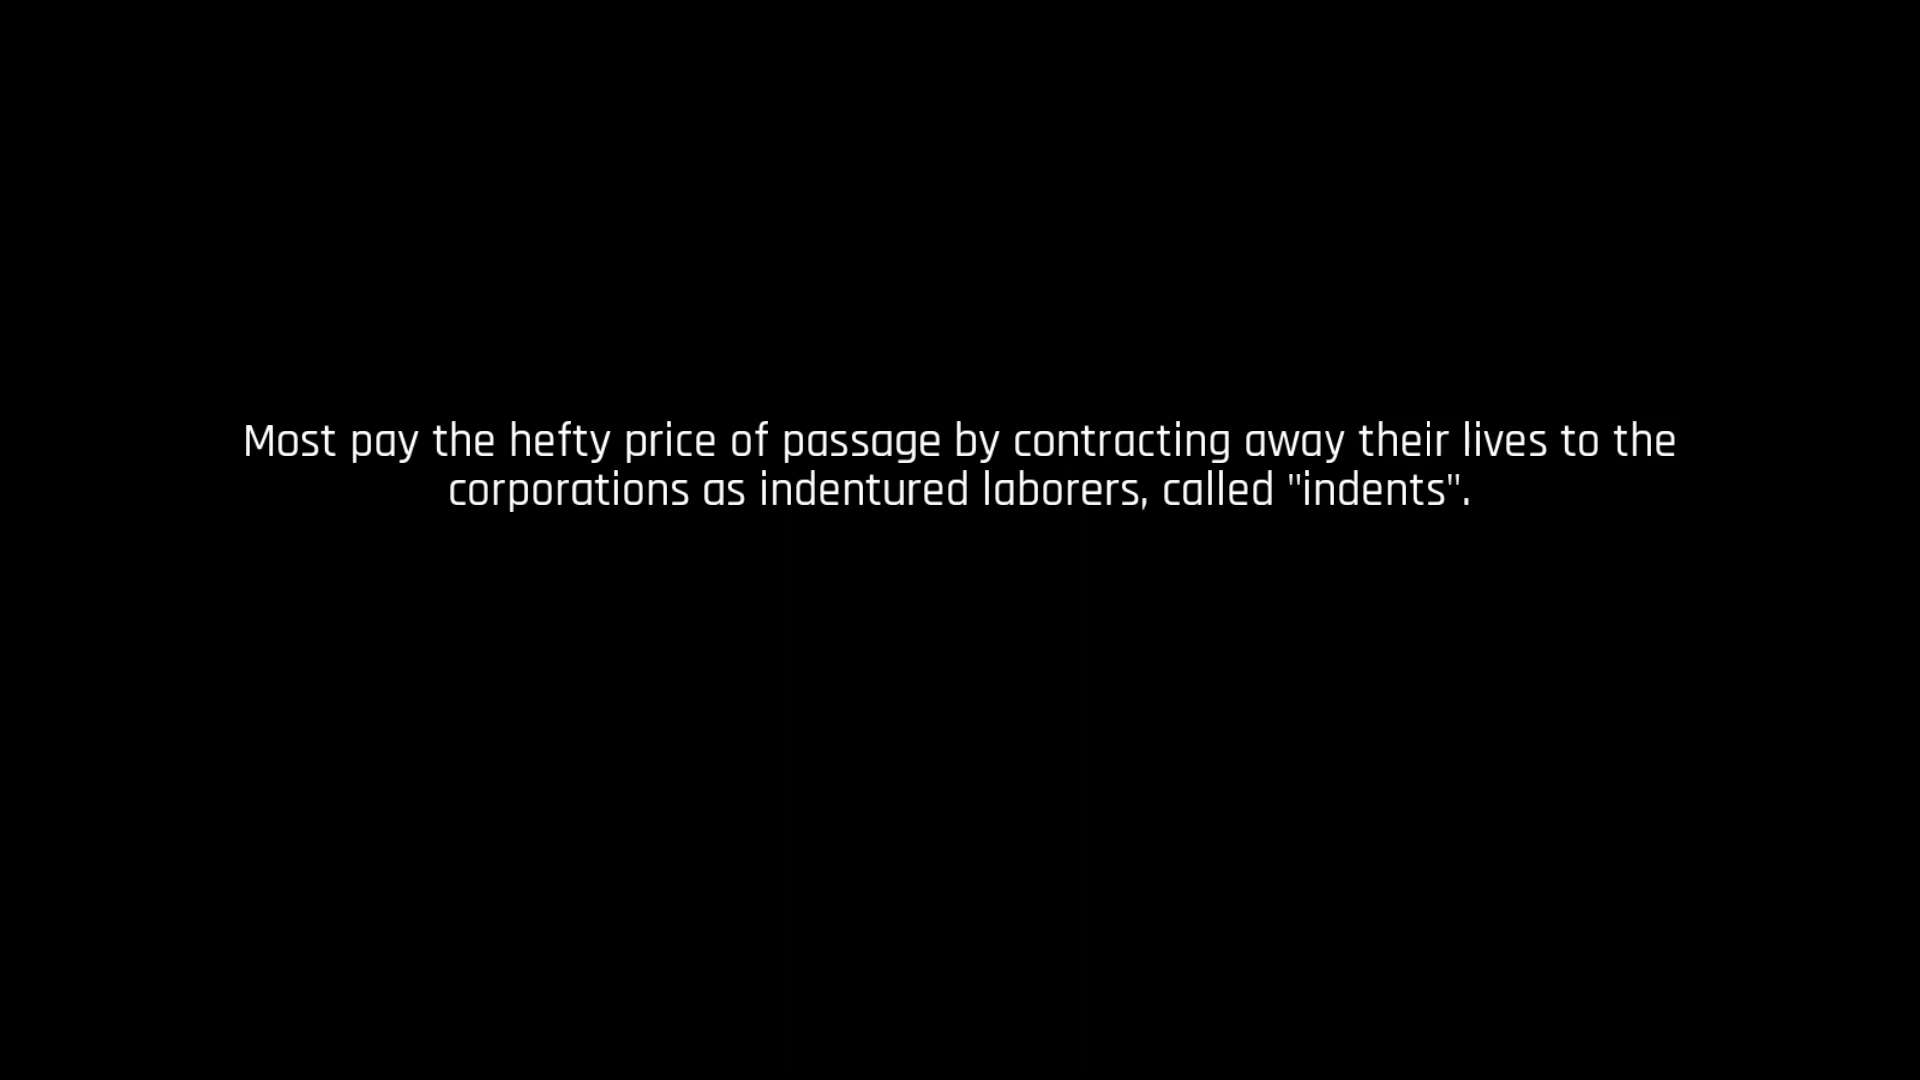 Most pay the hefty price of passage by contracting away their lives to the
corporations as indentured laborers, called "indents".